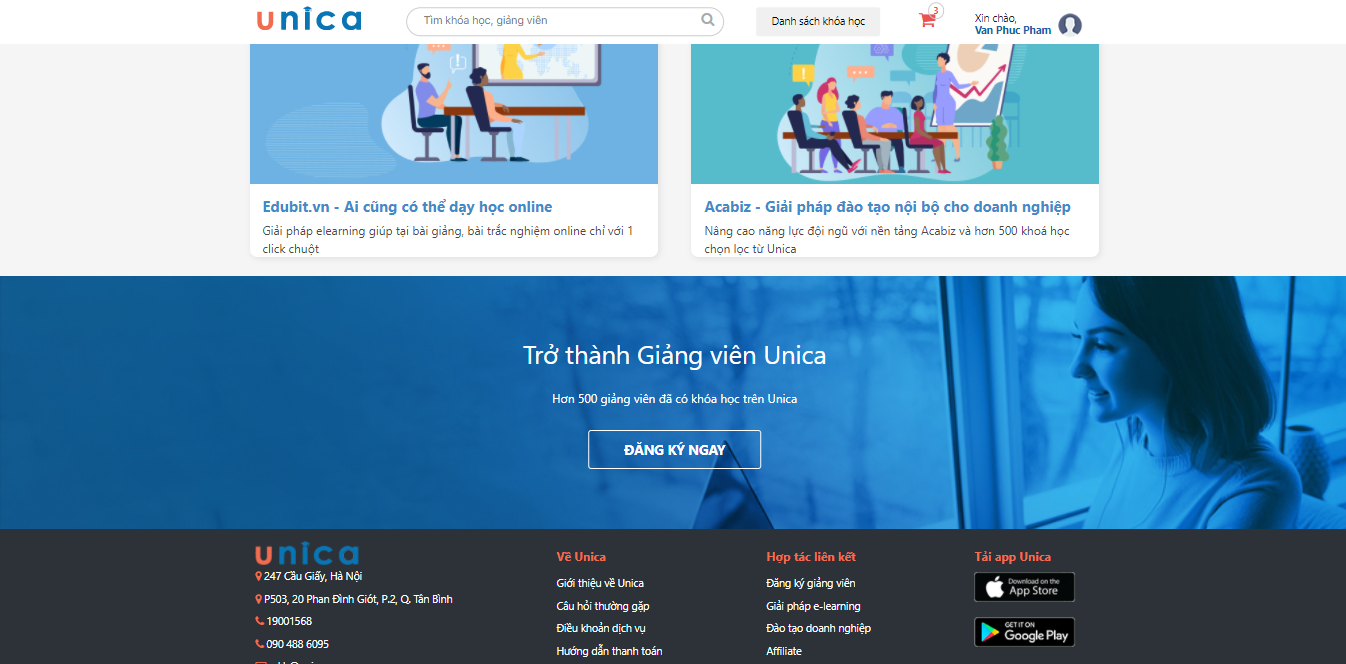 unica
Tìm khóa học, giảng viên
Danh sách khóa học
3
Xin chào,
Van Phuc Pham
Edubit.vn - Ai cũng có thể dạy học online
Giải pháp elearning giúp tại bài giảng, bài trắc nghiệm online chỉ với 1
click chuột
Acabiz - Giải pháp đào tạo nội bộ cho doanh nghiệp
Nâng cao năng lực đội ngũ với nền tảng Acabiz và hơn 500 khoá học
chọn lọc từ Unica
Trở thành Giảng viên Unica
Hơn 500 giảng viên đã có khóa học trên Unica
ĐĂNG KÝ NGAY
unica
247 Cầu Giấy, Hà Nội
P503, 20 Phan Đình Giót, P.2, Q. Tân Bình
19001568
090 488 6095
Về Unica
Giới thiệu về Unica
Câu hỏi thường gặp
Điều khoản dịch vụ
Hướng dẫn thanh toán
Hợp tác liên kết
Đăng ký giảng viên
Giải pháp e-learning
Đào tạo doanh nghiệp
Affiliate
Tải app Unica
Download on the
App Store
GET IT ON
Google Play